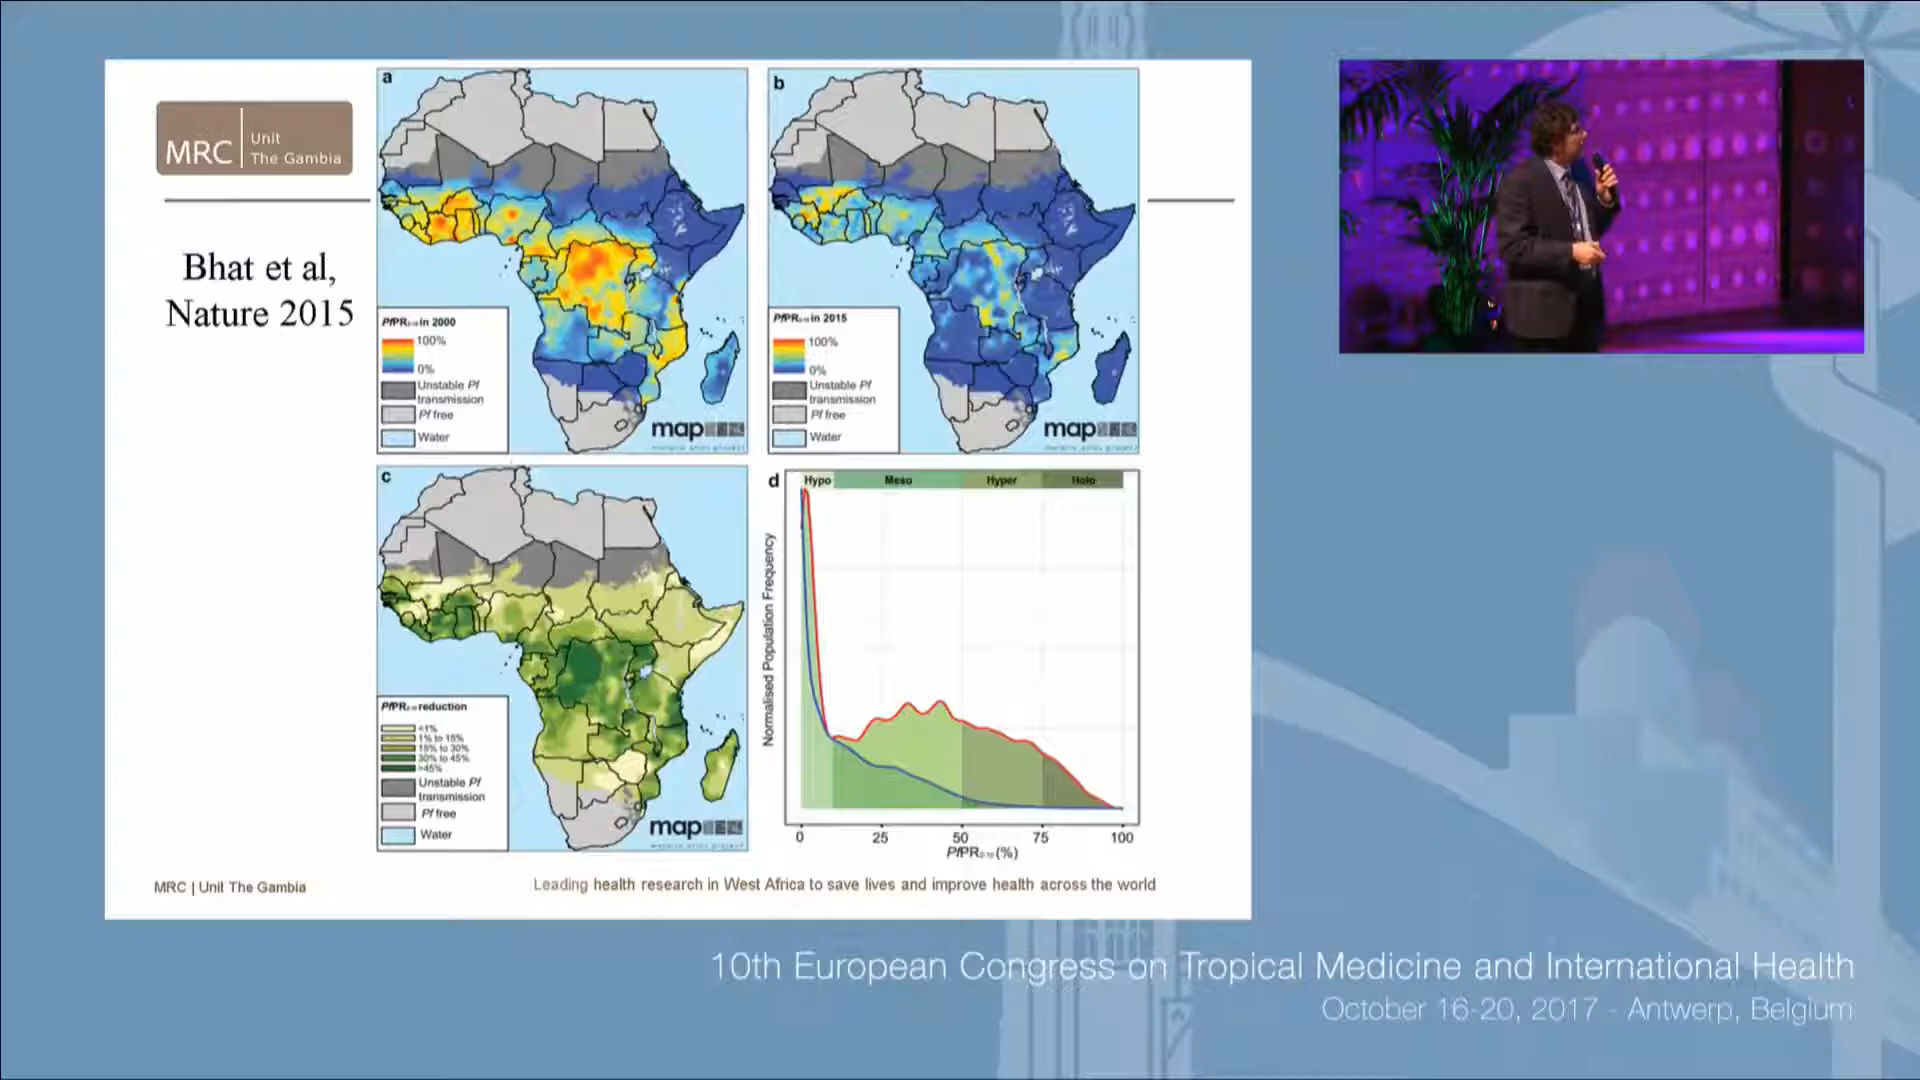 MRC
Unit
The Gambia
Bhat et al,
Nature 2015
a
PfPR2-10 in 2000
100%
0%
Unstable Pf
transmission
Pf free
Water
map
b
PfPR2-10 in 2015
100%
0%
Unstable Pf
transmission
Pf free
Water
map
c
PfPR2-10 reduction
<1%
1% to 15%
15% to 30%
30% to 45%
>45%
Unstable Pf
transmission
Pf free
Water
map
d
Hypo Meso Hyper Holo
Normalised Population Frequency
0 25 50 75 100
PfPR2-10 (%)
MRC | Unit The Gambia
Leading health research in West Africa to save lives and improve health across the world
10th European Congress on Tropical Medicine and International Health
October 16-20, 2017 - Antwerp, Belgium